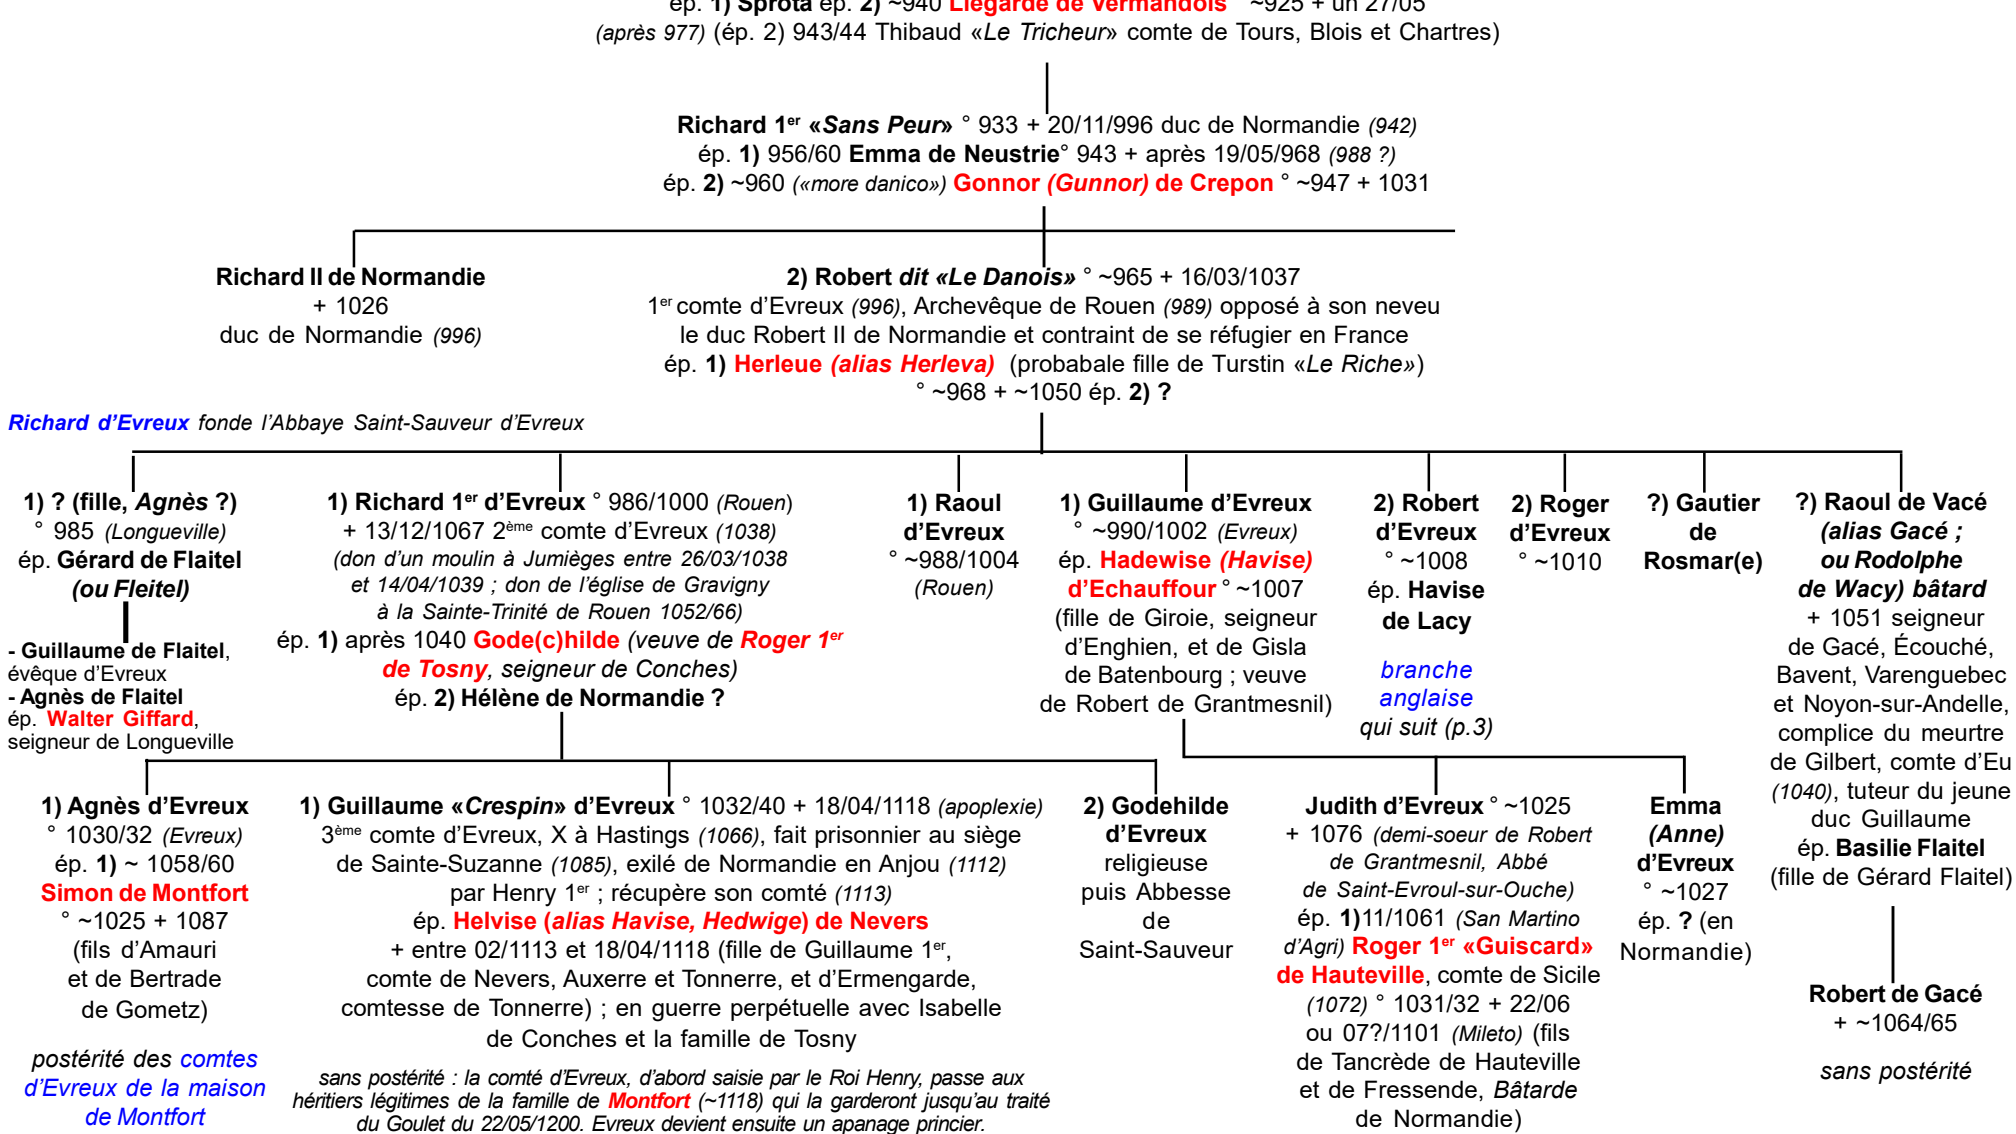 ép. 1) Sprota ép. 2) ~940 Liégarde de Vermandois ° ~925 + un 27/05
(après 977) (ép. 2) 943/44 Thibaud «Le Tricheur» comte de Tours, Blois et Chartres)
Richard 1er «Sans Peur» ° 933 + 20/11/996 duc de Normandie (942)
ép. 1) 956/60 Emma de Neustrie° 943 + après 19/05/968 (988 ?)
ép. 2) ~960 («more danico») Gonnor (Gunnor) de Crepon ° ~947 + 1031
Richard II de Normandie
+ 1026
duc de Normandie (996)
2) Robert dit «Le Danois» ° ~965 + 16/03/1037
1er comte d'Evreux (996), Archevêque de Rouen (989) opposé à son neveu
le duc Robert II de Normandie et contraint de se réfugier en France
ép. 1) Herleue (alias Herleva) (probabale fille de Turstin «Le Riche»)
° ~968 + ~1050 ép. 2) ?
Richard d'Evreux fonde l'Abbaye Saint-Sauveur d'Evreux
1) ? (fille, Agnès ?)
° 985 (Longueville)
ép. Gérard de Flaitel
(ou Fleitel)
- Guillaume de Flaitel,
évêque d'Evreux
- Agnès de Flaitel
ép. Walter Giffard,
seigneur de Longueville
1) Richard 1er d'Evreux ° 986/1000 (Rouen)
+ 13/12/1067 2ème comte d'Evreux (1038)
(don d'un moulin à Jumièges entre 26/03/1038
et 14/04/1039 ; don de l'église de Gravigny
à la Sainte-Trinité de Rouen 1052/66)
ép. 1) après 1040 Gode(c)hilde (veuve de Roger 1er
de Tosny, seigneur de Conches)
ép. 2) Hélène de Normandie ?
1) Raoul
d'Evreux
° ~988/1004
(Rouen)
1) Guillaume d'Evreux
° ~990/1002 (Evreux)
ép. Hadewise (Havise)
d'Echauffour ° ~1007
(fille de Giroie, seigneur
d'Enghien, et de Gisla
de Batenbourg ; veuve
de Robert de Grantmesnil)
2) Robert
d'Evreux
° ~1008
ép. Havise
de Lacy
branche
anglaise
qui suit (p.3)
2) Roger
d'Evreux
° ~1010
?) Gautier
de
Rosmar(e)
?) Raoul de Vacé
(alias Gacé ;
ou Rodolphe
de Wacy) bâtard
+ 1051 seigneur
de Gacé, Écouché,
Bavent, Varenguebec
et Noyon-sur-Andelle,
complice du meurtre
de Gilbert, comte d'Eu
(1040), tuteur du jeune
duc Guillaume
ép. Basilie Flaitel
(fille de Gérard Flaitel)
1) Agnès d'Evreux
° 1030/32 (Evreux)
ép. 1) ~ 1058/60
Simon de Montfort
° ~1025 + 1087
(fils d'Amauri
et de Bertrade
de Gometz)
postérité des comtes
d'Evreux de la maison
de Montfort
1) Guillaume «Crespin» d'Evreux ° 1032/40 + 18/04/1118 (apoplexie)
3ème comte d'Evreux, X à Hastings (1066), fait prisonnier au siège
de Sainte-Suzanne (1085), exilé de Normandie en Anjou (1112)
par Henry 1er ; récupère son comté (1113)
ép. Helvise (alias Havise, Hedwige) de Nevers
+ entre 02/1113 et 18/04/1118 (fille de Guillaume 1er,
comte de Nevers, Auxerre et Tonnerre, et d'Ermengarde,
comtesse de Tonnerre) ; en guerre perpétuelle avec Isabelle
de Conches et la famille de Tosny
sans postérité : la comté d'Evreux, d'abord saisie par le Roi Henry, passe aux
héritiers légitimes de la famille de Montfort (~1118) qui la garderont jusqu'au traité
du Goulet du 22/05/1200. Evreux devient ensuite un apanage princier.
2) Godehilde
d'Evreux
religieuse
puis Abbesse
de
Saint-Sauveur
Judith d'Evreux ° ~1025
+ 1076 (demi-soeur de Robert
de Grantmesnil, Abbé
de Saint-Evroul-sur-Ouche)
ép. 1)11/1061 (San Martino
d'Agri) Roger 1er «Guiscard»
de Hauteville, comte de Sicile
(1072) ° 1031/32 + 22/06
ou 07?/1101 (Mileto) (fils
de Tancrède de Hauteville
et de Fressende, Bâtarde
de Normandie)
Emma
(Anne)
d'Evreux
° ~1027
ép. ? (en
Normandie)
Robert de Gacé
+ ~1064/65
sans postérité